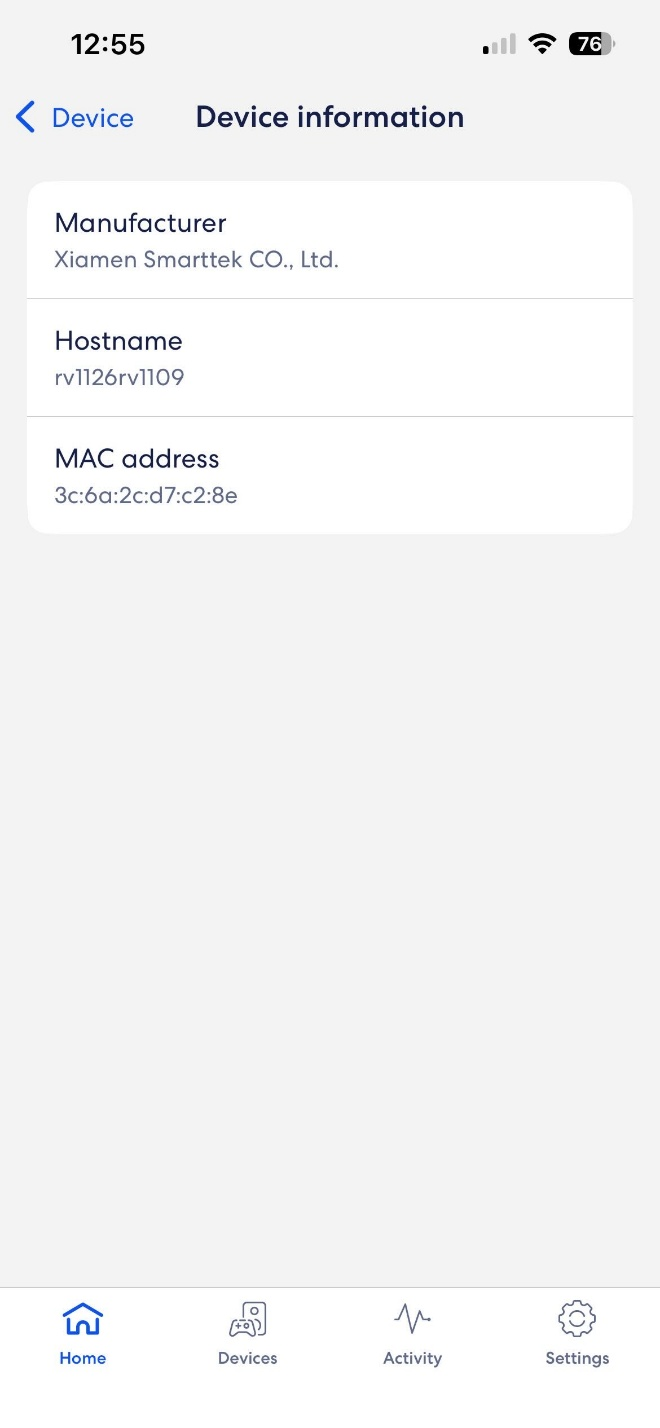 12:55
76
Device
Device information
Manufacturer
Xiamen Smarttek CO., Ltd.
Hostname
rv1126rv1109
MAC address
3c:6a:2c:d7:c2:8e
Home
Devices
Activity
Settings